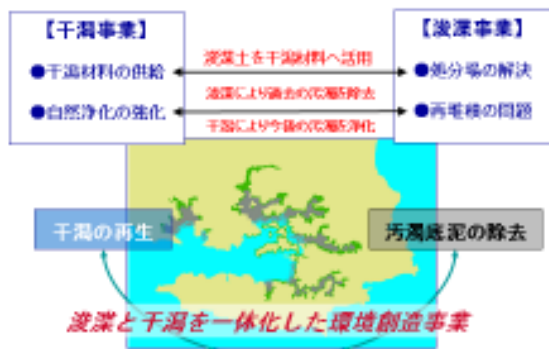 【干潟事業】
●干潟材料の供給
●自然浄化の強化
浚渫土を干潟材料へ活用
浚渫により過去の汚濁を除去
干潟により今後の汚濁を浄化
【浚渫事業】
●処分場の解決
●再堆積の問題
干潟の再生
汚濁底泥の除去
浚渫と干潟を一体化した環境創造事業